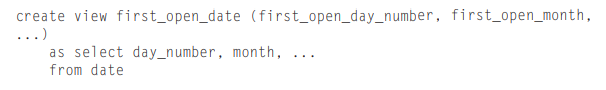 create view first_open_date (first_open_day_number, first_open_month,
...)
as select day_number, month, ...
from date